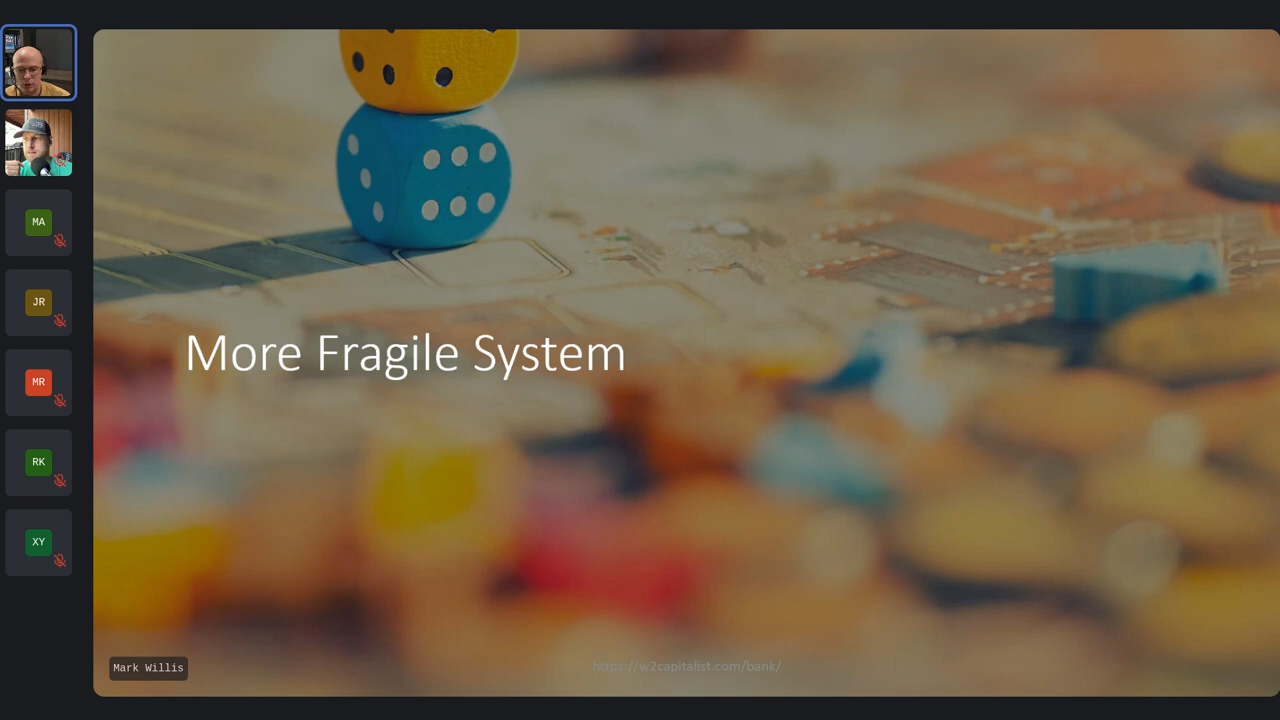 MA
JR
MR
RK
XY
More Fragile System
Mark Willis
https://w2capitalist.com/bank/